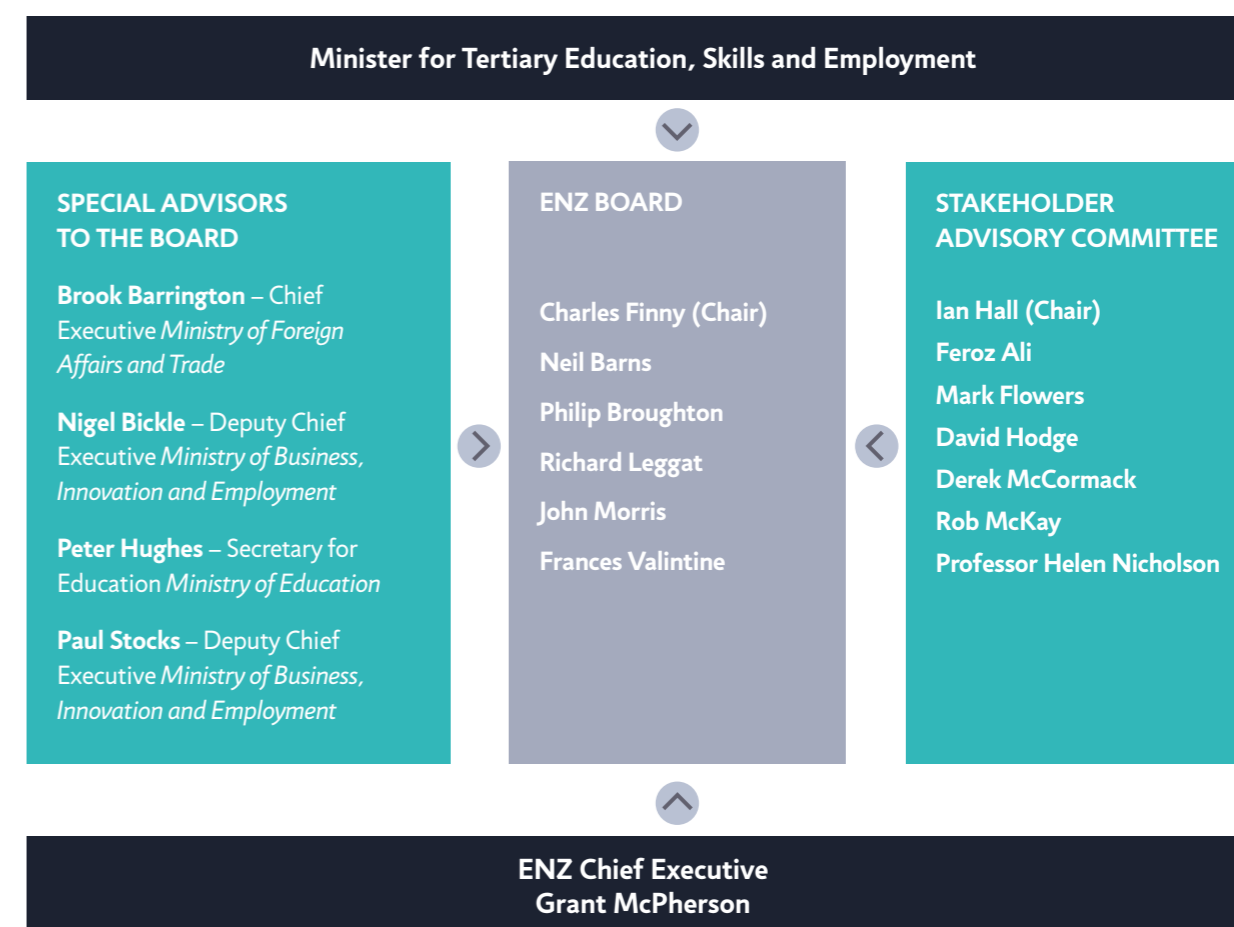 Minister for Tertiary Education, Skills and Employment
SPECIAL ADVISORS
TO THE BOARD
Brook Barrington – Chief
Executive Ministry of Foreign
Affairs and Trade
Nigel Bickle – Deputy Chief
Executive Ministry of Business,
Innovation and Employment
Peter Hughes – Secretary for
Education Ministry of Education
Paul Stocks – Deputy Chief
Executive Ministry of Business,
Innovation and Employment
ENZ BOARD
Charles Finny (Chair)
Neil Barns
Philip Broughton
Richard Leggat
John Morris
Frances Valintine
STAKEHOLDER
ADVISORY COMMITTEE
Ian Hall (Chair)
Feroz Ali
Mark Flowers
David Hodge
Derek McCormack
Rob McKay
Professor Helen Nicholson
ENZ Chief Executive
Grant McPherson